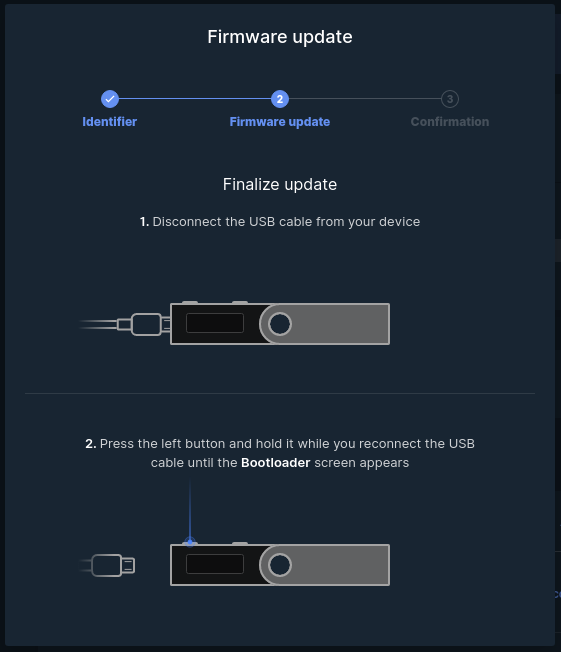 Firmware update
2
3
Identifier
Firmware update
Confirmation
Finalize update
1. Disconnect the USB cable from your device
2. Press the left button and hold it while you reconnect the USB
cable until the Bootloader screen appears